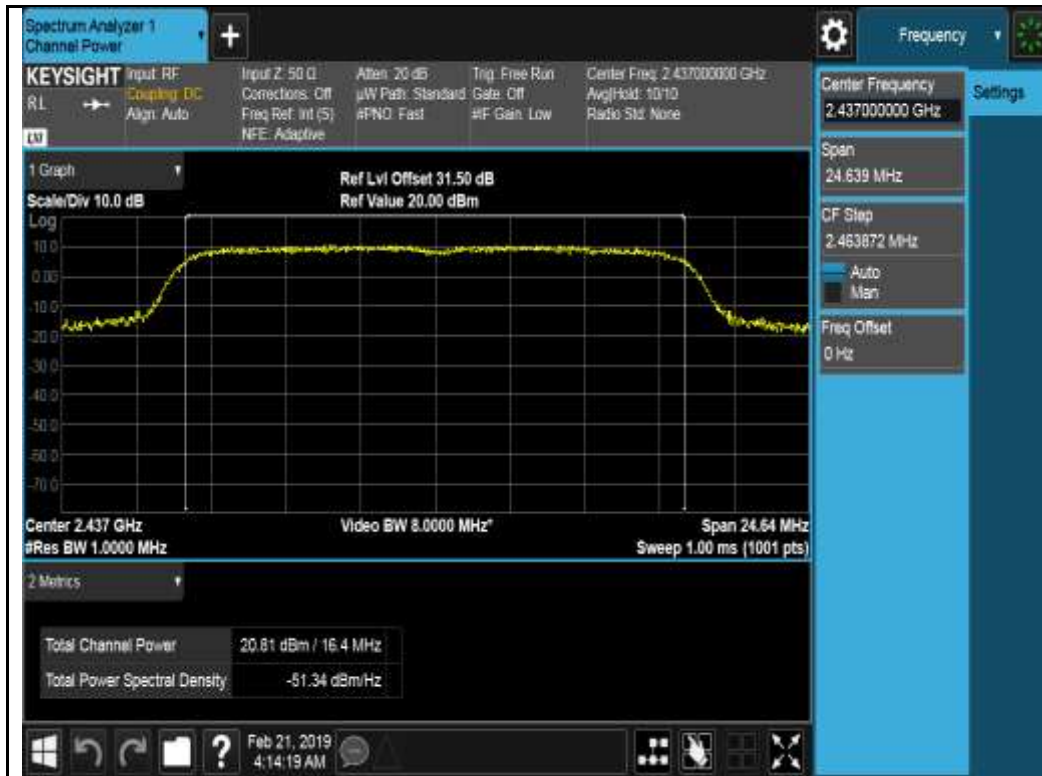 Spectrum Analyzer 1
Channel Power
+
Frequency
KEYSIGHT
RL
LXI
Input: RF
Coupling: DC
Align: Auto
Input Z: 50 Ω
Corrections: Off
Freq Ref: Int (S)
NFE: Adaptive
Atten: 20 dB
µW Path: Standard
#PNO: Fast
Trig: Free Run
Gate: Off
#IF Gain: Low
Center Freq: 2.437000000 GHz
Avg|Hold: 10/10
Radio Std: None
Center Frequency
2.437000000 GHz
Settings
Span
24.639 MHz
CF Step
2.463872 MHz
Auto
Man
Freq Offset
0 Hz
1 Graph
Scale/Div 10.0 dB
Ref Lvl Offset 31.50 dB
Ref Value 20.00 dBm
Log
10.0
0.00
-10.0
-20.0
-30.0
-40.0
-50.0
-60.0
-70.0
Center 2.437 GHz
#Res BW 1.0000 MHz
Video BW 8.0000 MHz*
Span 24.64 MHz
Sweep 1.00 ms (1001 pts)
2 Metrics
Total Channel Power 20.81 dBm / 16.4 MHz
Total Power Spectral Density -51.34 dBm/Hz
?
Feb 21, 2019
4:14:19 AM